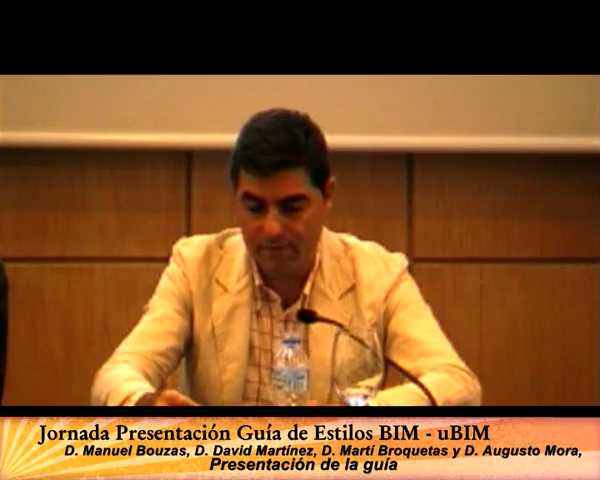 Jornada Presentación Guía de Estilos BIM - uBIM
D. Manuel Bouzas, D. David Martínez, D. Martí Broquetas y D. Augusto Mora,
Presentación de la guía